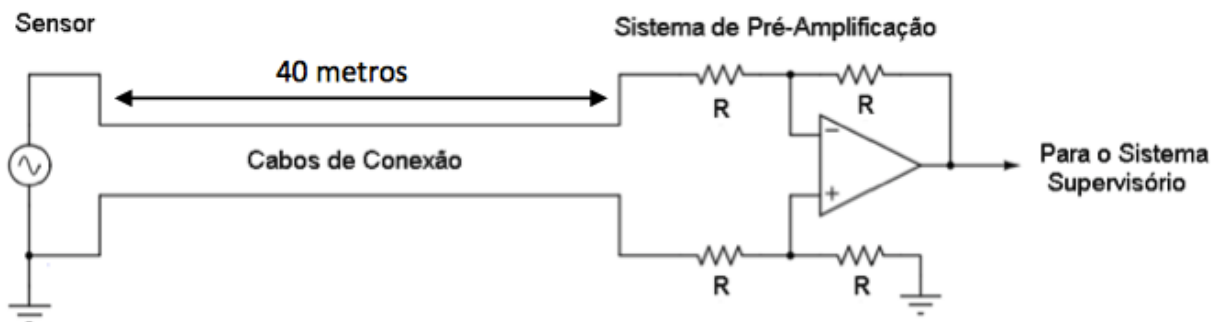 Sensor
Sistema de Pré-Amplificação
40 metros
R
R
Cabos de Conexão
−
+
Para o Sistema
Supervisório
R
R